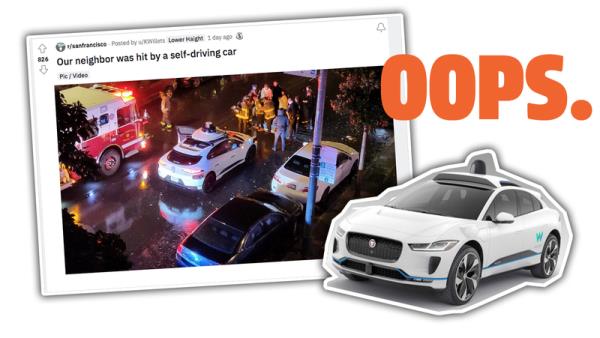 r/sanfrancisco · Posted by u/KWillets Lower Haight 1 day ago
826
Our neighbor was hit by a self-driving car
Pic / Video
OOPS.
W